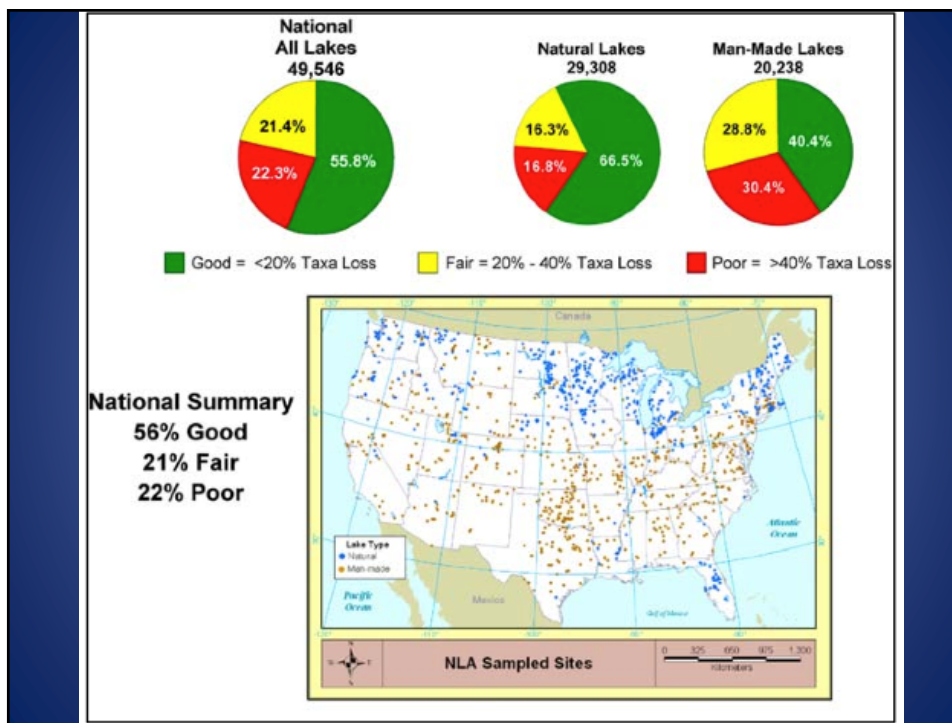 National
All Lakes
49,546
21.4%
55.8%
22.3%
Natural Lakes
29,308
16.3%
16.8%
66.5%
Man-Made Lakes
20,238
28.8%
40.4%
30.4%
Good = <20% Taxa Loss
Fair = 20% - 40% Taxa Loss
Poor = >40% Taxa Loss
National Summary
56% Good
21% Fair
22% Poor
Canada
Atlantic
Ocean
Lake Type
Natural
Man-made
Pacific
Ocean
Mexico
Gulf of Mexico
NLA Sampled Sites
0 325 650 975 1,300
Kilometers